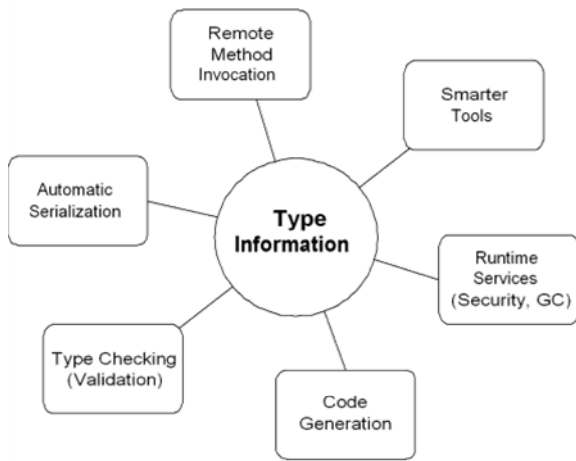 Remote
Method
Invocation
Smarter
Tools
Automatic
Serialization
Type
Information
Runtime
Services
(Security, GC)
Type Checking
(Validation)
Code
Generation